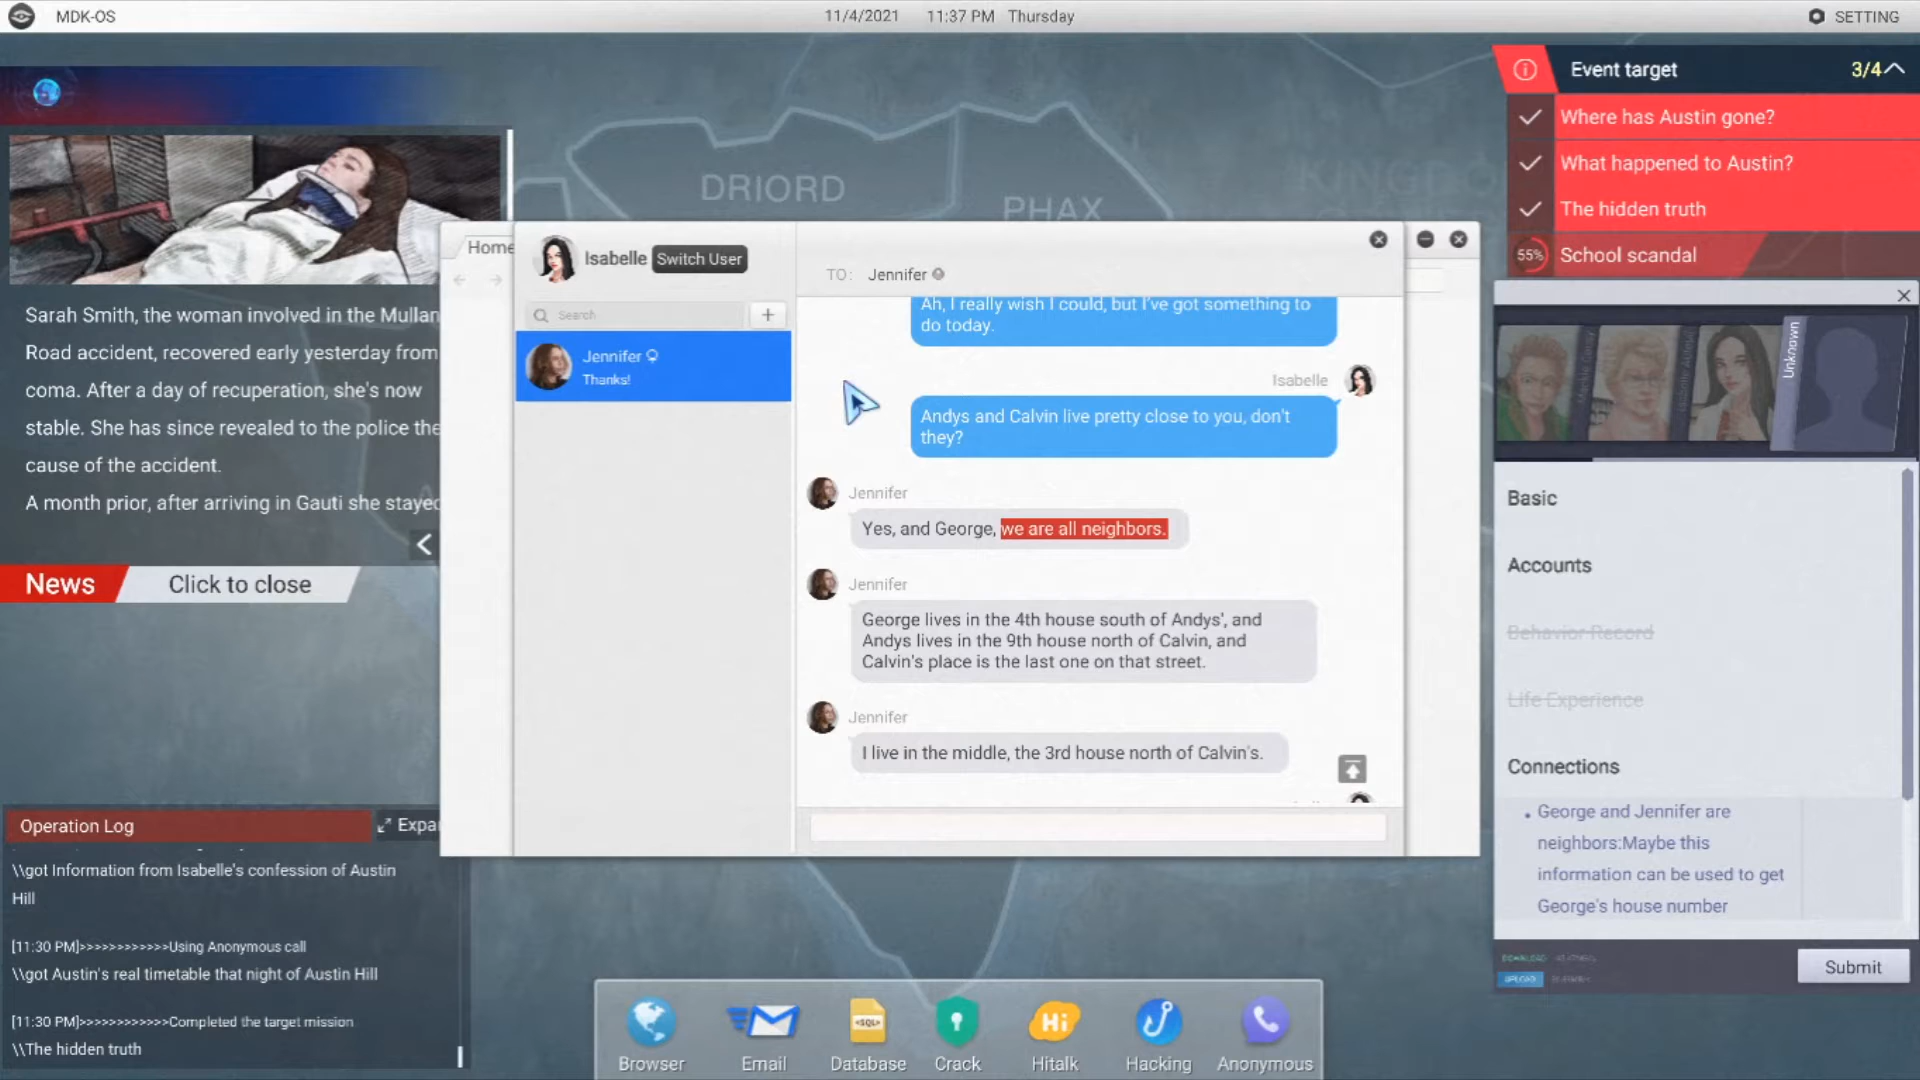 MDK-OS
11/4/2021 11:37 PM Thursday
SETTING
DRIORD
PHAX
Sarah Smith, the woman involved in the Mullan
Road accident, recovered early yesterday from
coma. After a day of recuperation, she's now
stable. She has since revealed to the police the
cause of the accident.
A month prior, after arriving in Gauti she stayed
News
Click to close
Operation Log
Expa
\\got Information from Isabelle's confession of Austin
Hill
[11:30 PM]>>>>>>>>>>>>Using Anonymous call
\\got Austin's real timetable that night of Austin Hill
[11:30 PM]>>>>>>>>>>>>Completed the target mission
\\The hidden truth
Home
Isabelle
Switch User
Search
Jennifer
Thanks!
TO: Jennifer
Ah, I really wish I could, but I've got something to
do today.
Isabelle
Andys and Calvin live pretty close to you, don't
they?
Jennifer
Yes, and George, we are all neighbors.
Jennifer
George lives in the 4th house south of Andys', and
Andys lives in the 9th house north of Calvin, and
Calvin's place is the last one on that street.
Jennifer
I live in the middle, the 3rd house north of Calvin's.
Event target
3/4
Where has Austin gone?
What happened to Austin?
The hidden truth
55%
School scandal
Unknown
Basic
Accounts
Behavior Record
Life Experience
Connections
George and Jennifer are
neighbors:Maybe this
information can be used to get
George's house number
DOWNLOAD
UPLOAD
Submit
<SQL>
Hi
Browser
Email
Database
Crack
Hitalk
Hacking
Anonymous